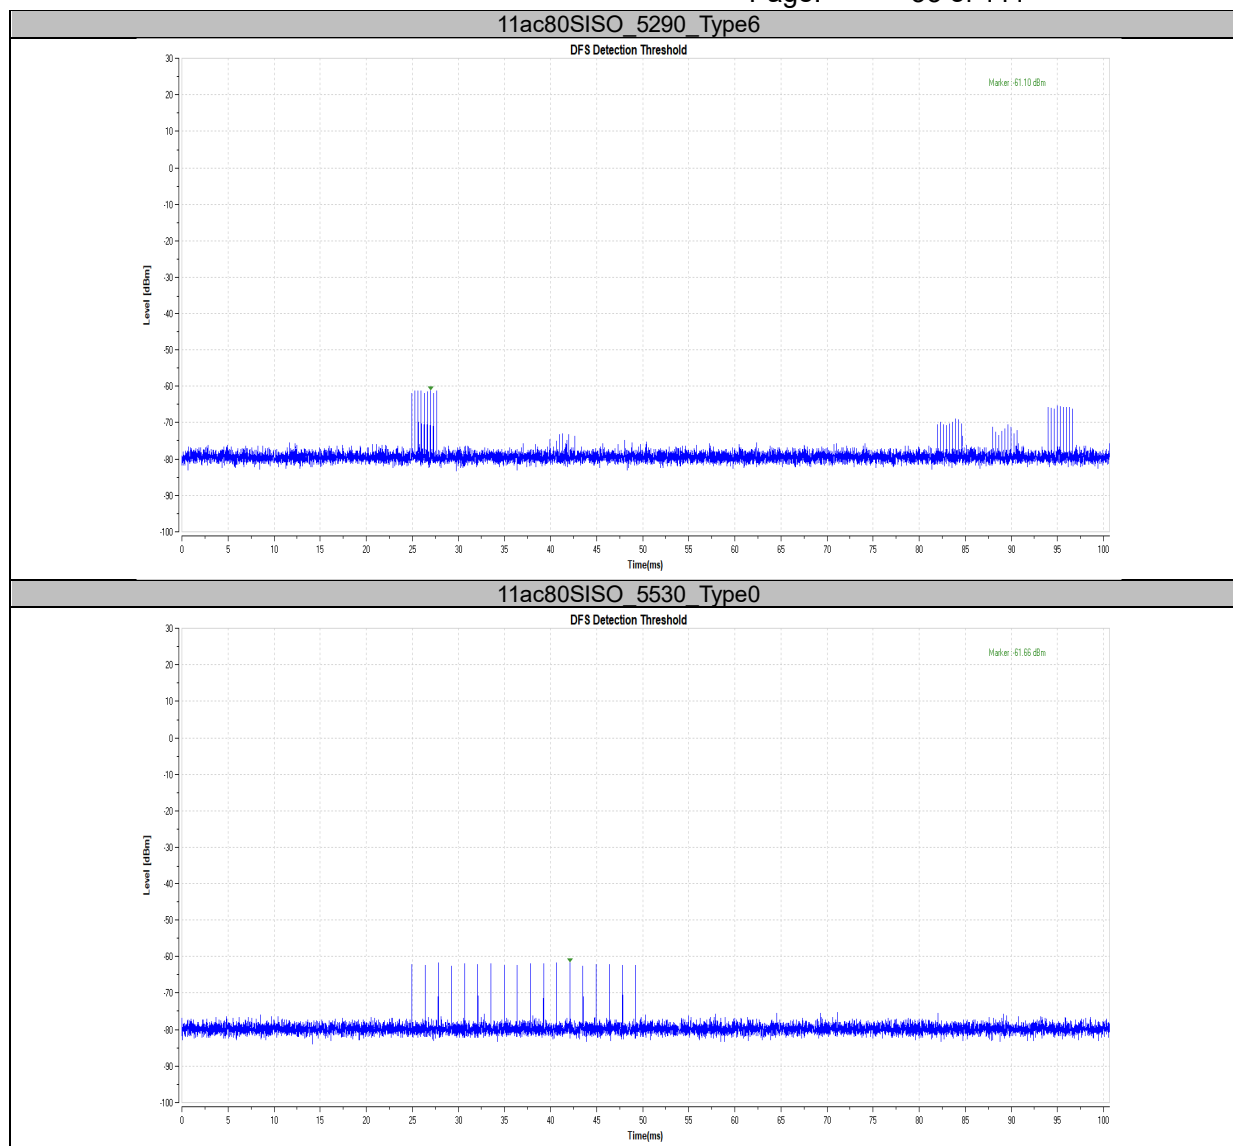 11ac80SISO_5290_Type6
DFS Detection Threshold
Marker:-61.10 dBm
30
20
10
0
-10
-20
-30
-40
-50
-60
-70
-80
-90
-100
Level [dBm]
0 5 10 15 20 25 30 35 40 45 50 55 60 65 70 75 80 85 90 95 100
Time(ms)
11ac80SISO_5530_Type0
DFS Detection Threshold
Marker:-61.66 dBm
30
20
10
0
-10
-20
-30
-40
-50
-60
-70
-80
-90
-100
Level [dBm]
0 5 10 15 20 25 30 35 40 45 50 55 60 65 70 75 80 85 90 95 100
Time(ms)